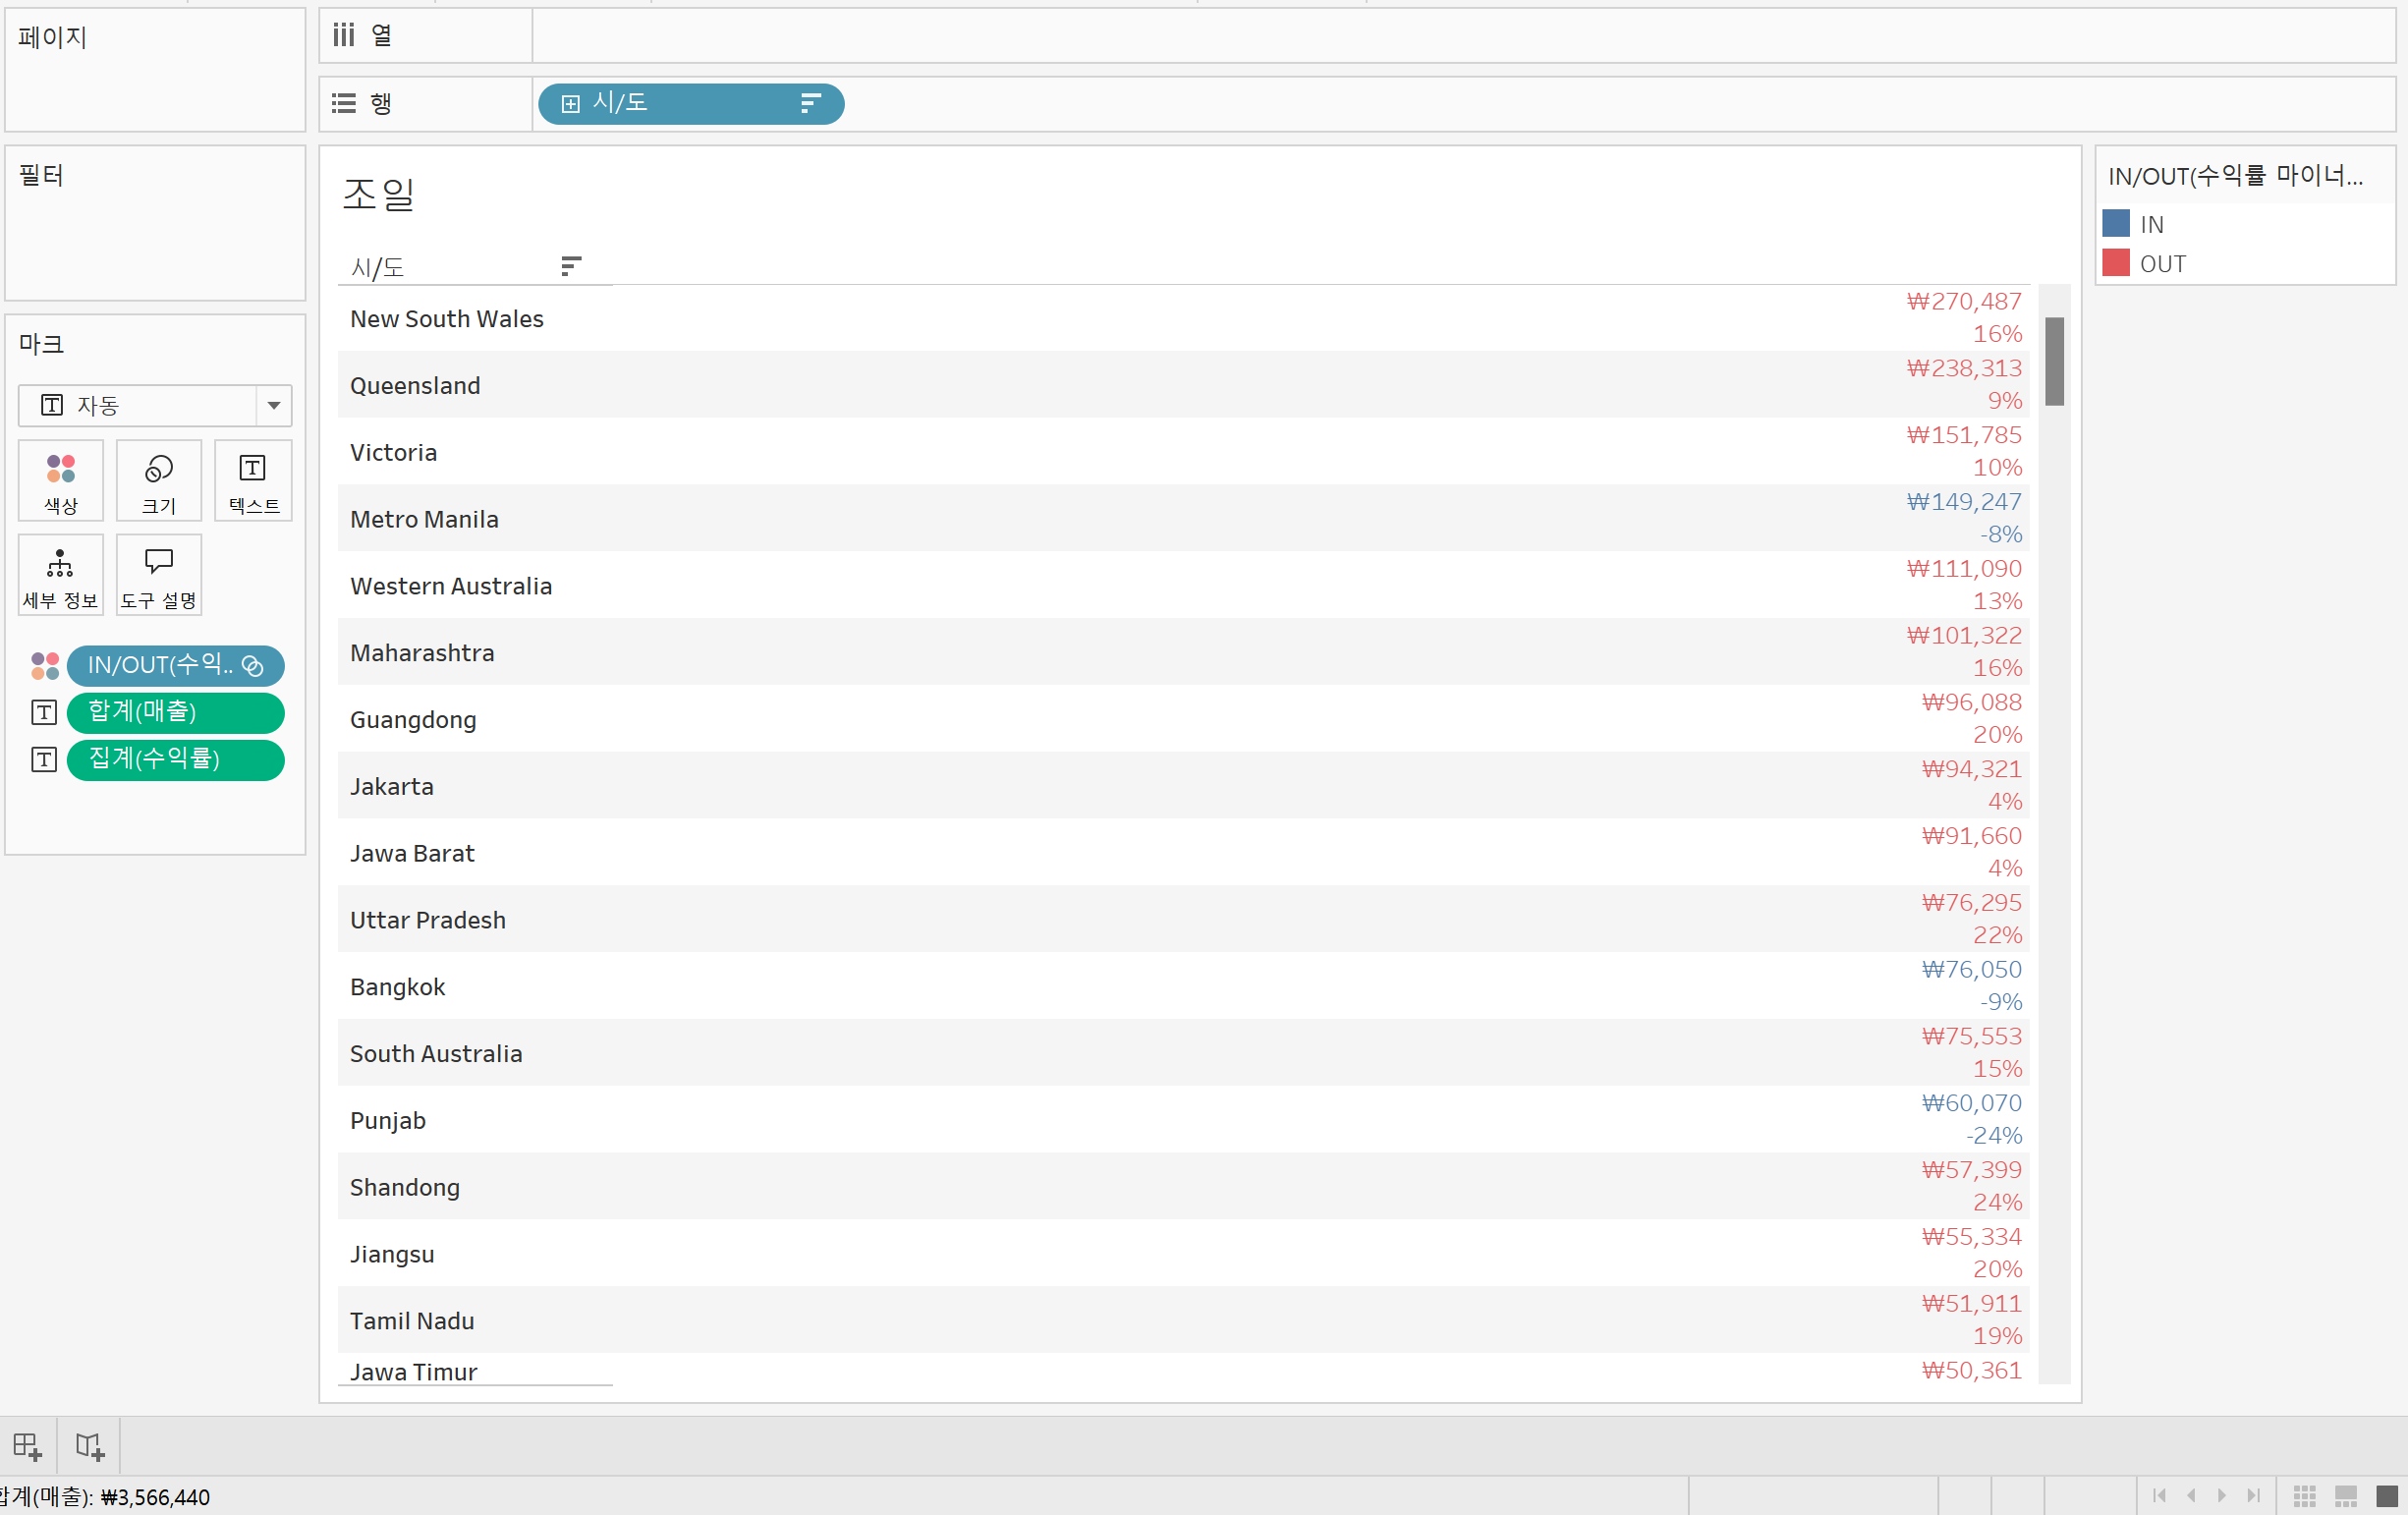 페이지
열
행
시/도
필터
마크
자동
색상
크기
텍스트
세부 정보
도구 설명
IN/OUT(수익..
합계(매출)
집계(수익률)
조일
시/도
New South Wales
₩270,487
16%
Queensland
₩238,313
9%
Victoria
₩151,785
10%
Metro Manila
₩149,247
-8%
Western Australia
₩111,090
13%
Maharashtra
₩101,322
16%
Guangdong
₩96,088
20%
Jakarta
₩94,321
4%
Jawa Barat
₩91,660
4%
Uttar Pradesh
₩76,295
22%
Bangkok
₩76,050
-9%
South Australia
₩75,553
15%
Punjab
₩60,070
-24%
Shandong
₩57,399
24%
Jiangsu
₩55,334
20%
Tamil Nadu
₩51,911
19%
Jawa Timur
₩50,361
IN/OUT(수익률 마이너...
IN
OUT
합계(매출): ₩3,566,440